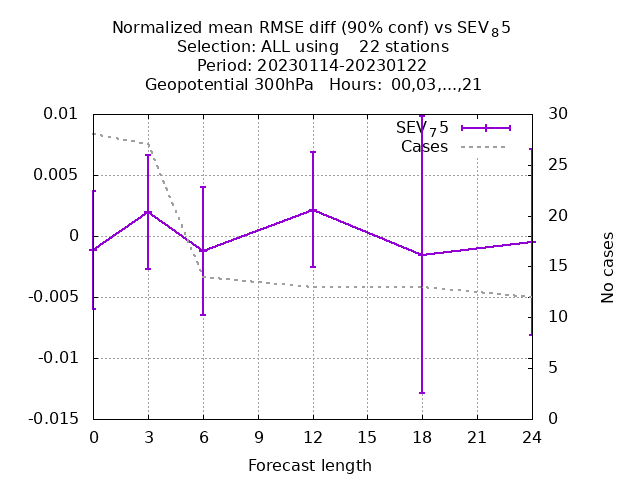 Normalized mean RMSE diff (90% conf) vs SEV₈5
Selection: ALL using    22 stations
Period: 20230114-20230122
Geopotential 300hPa   Hours:  00,03,...,21
0.01
0.005
0
-0.005
-0.01
-0.015
30
25
20
15
10
5
0
SEV₇5
Cases
No cases
0 3 6 9 12 15 18 21 24
Forecast length